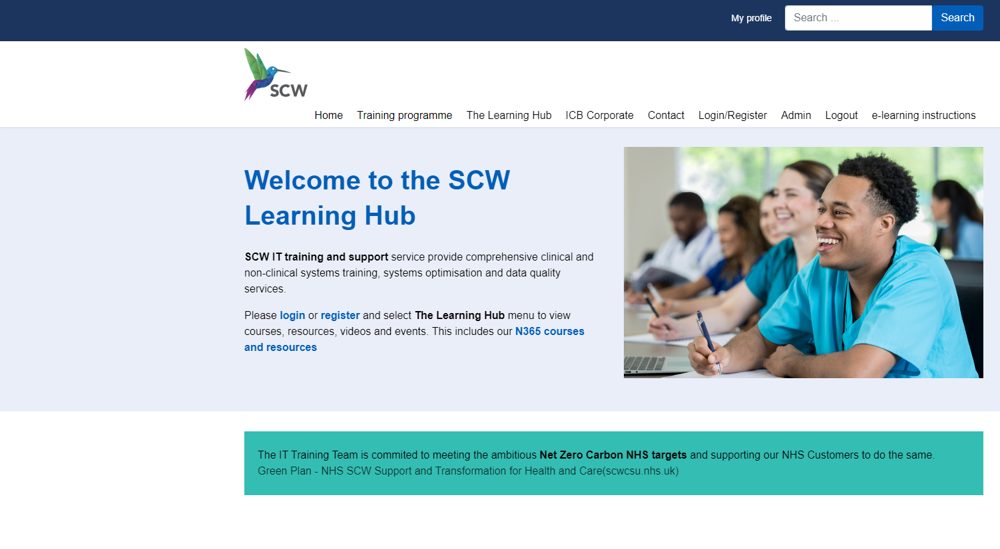 My profile
Search ...
Search
SCW
Home
Training programme
The Learning Hub
ICB Corporate
Contact
Login/Register
Admin
Logout
e-learning instructions
Welcome to the SCW
Learning Hub
SCW IT training and support service provide comprehensive clinical and
non-clinical systems training, systems optimisation and data quality
services.
Please login or register and select The Learning Hub menu to view
courses, resources, videos and events. This includes our N365 courses
and resources
The IT Training Team is commited to meeting the ambitious Net Zero Carbon NHS targets and supporting our NHS Customers to do the same.
Green Plan - NHS SCW Support and Transformation for Health and Care(scwcsu.nhs.uk)